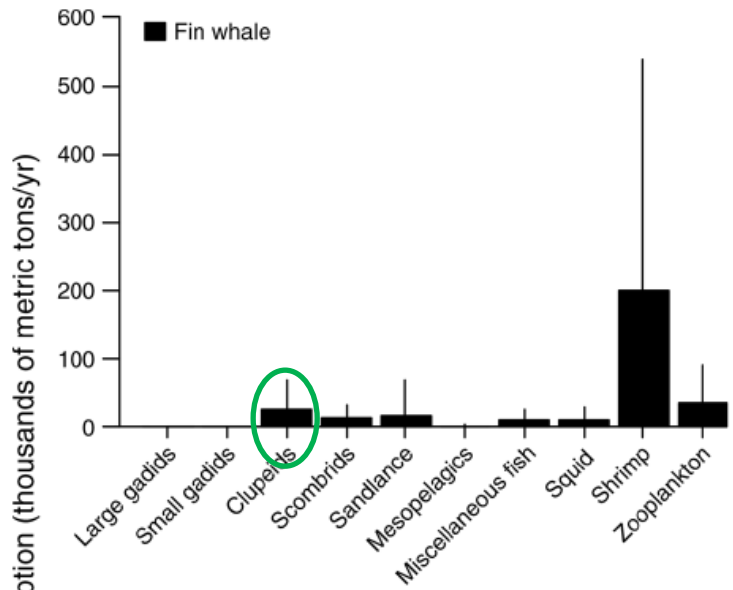 600
Fin whale
500
400
300
200
100
0
(thousands of metric tons/yr)
Large gadids
Small gadids
Clupeids
Scombrids
Sandlance
Mesopelagics
Miscellaneous fish
Squid
Shrimp
Zooplankton